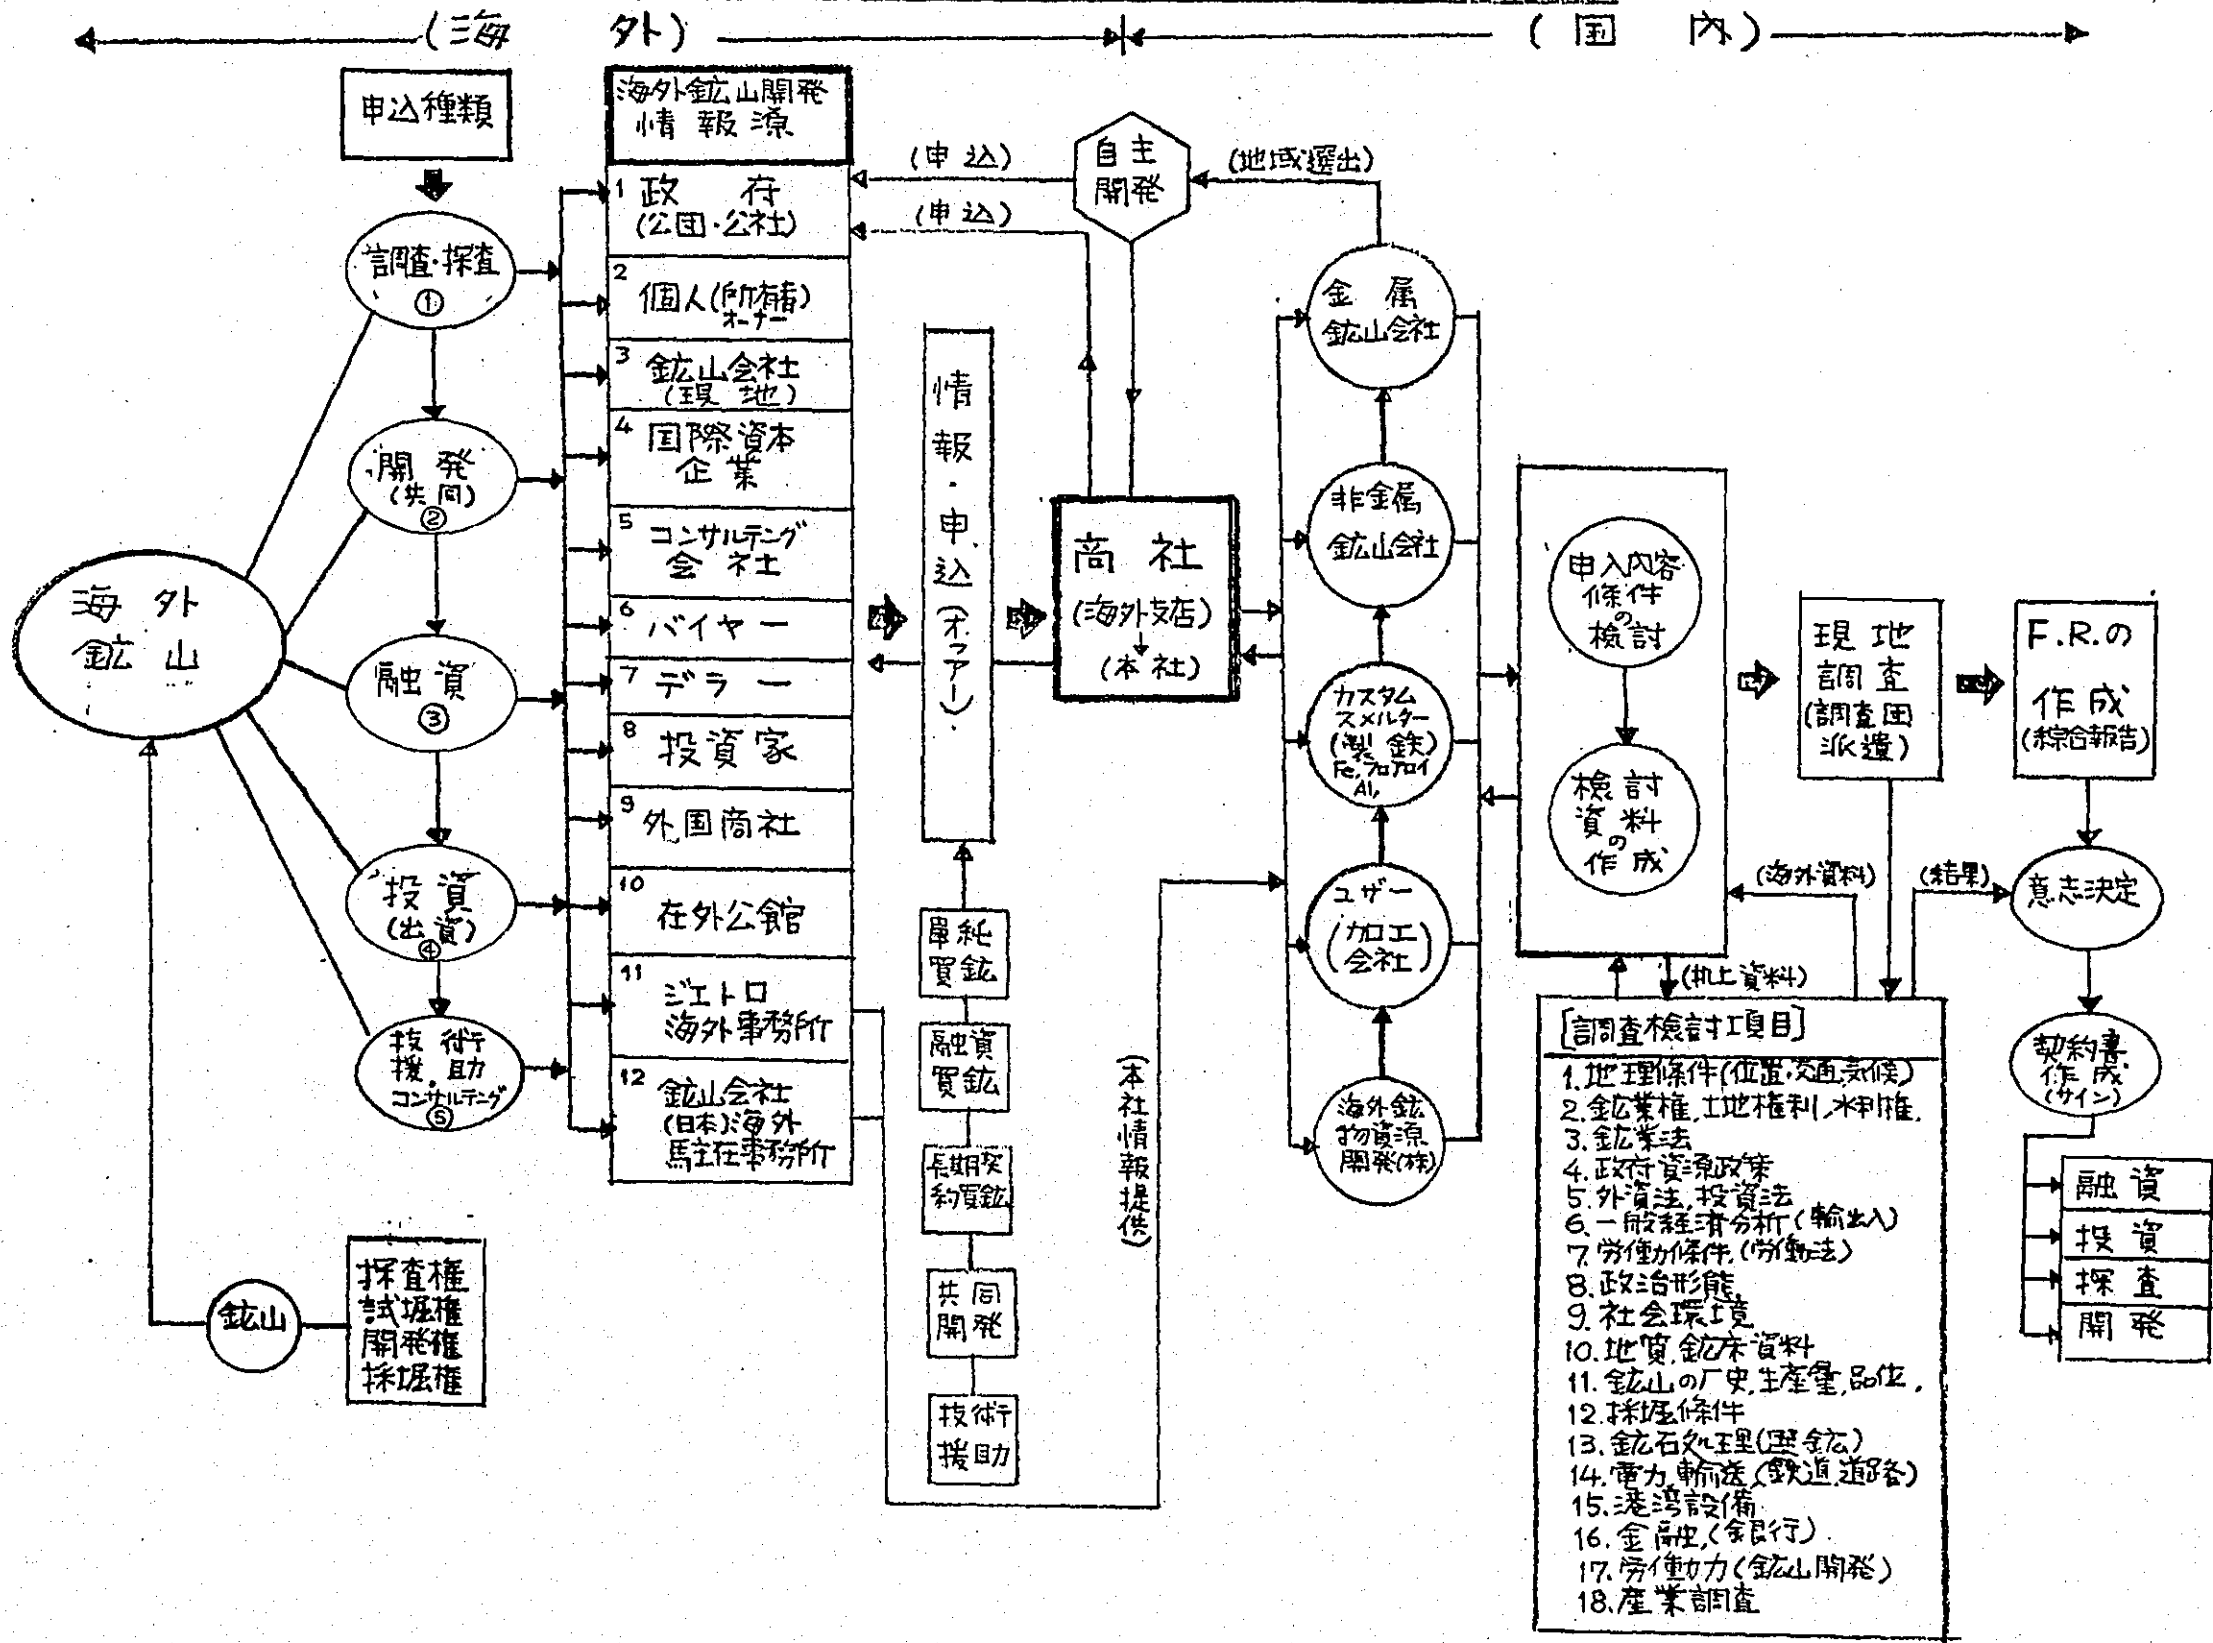 (海 外)
(国 内)
申込種類
調査・探査
①
開発
(共同)
②
融資
③
投資
(出資)
④
技術
援助
コンサルテング
⑤
海外
鉱山
鉱山
探査権
試堀権
開発権
採堀権
海外鉱山開発
情報源
1 政府
(公団・公社)
2 個人(所有者)
オーナー
3 鉱山会社
(現地)
4 国際資本
企業
5 コンサルテング
会社
6 バイヤー
7 デラー
8 投資家
9 外国商社
10 在外公館
11 ジエトロ
海外事務所
12 鉱山会社
(日本)海外
駐在事務所
情報・申込(オファー)・
単純
買鉱
融資
買鉱
長期契
約買鉱
共同
開発
技術
援助
(申込)
(申込)
自主
開発
(地域選出)
商社
(海外支店)
↓
(本社)
(本社情報提供)
金属
鉱山会社
非金属
鉱山会社
カスタム
スメルター
(製鉄)
Fe,フロアロイ
Al,
ユザー
(加工
会社)
海外鉱
物資源
開発(株)
申入内容
条件
の
検討
検討
資料
の
作成
現地
調査
(調査団
派遣)
F.R.の
作成
(綜合報告)
(海外資料)
(結果)
意志決定
(机上資料)
契約書
作成
(サイン)
融資
投資
探査
開発
[調査検討項目]
1.地理條件(位置・交通,気候)
2.鉱業権,土地権利,水利権.
3.鉱業法
4.政府資源政策
5.外資法,投資法
6.一般経済分析(輸出入)
7.労働力條件,(労働法)
8.政治形態,
9.社会環境
10.地質,鉱床資料
11.鉱山の厂史,生産量,品位.
12.採堀條件
13.鉱石処理(選鉱)
14.電力,輸送,(鉄道,道路)
15.港湾設備
16.金融,(銀行).
17.労働力(鉱山開発)
18.産業調査